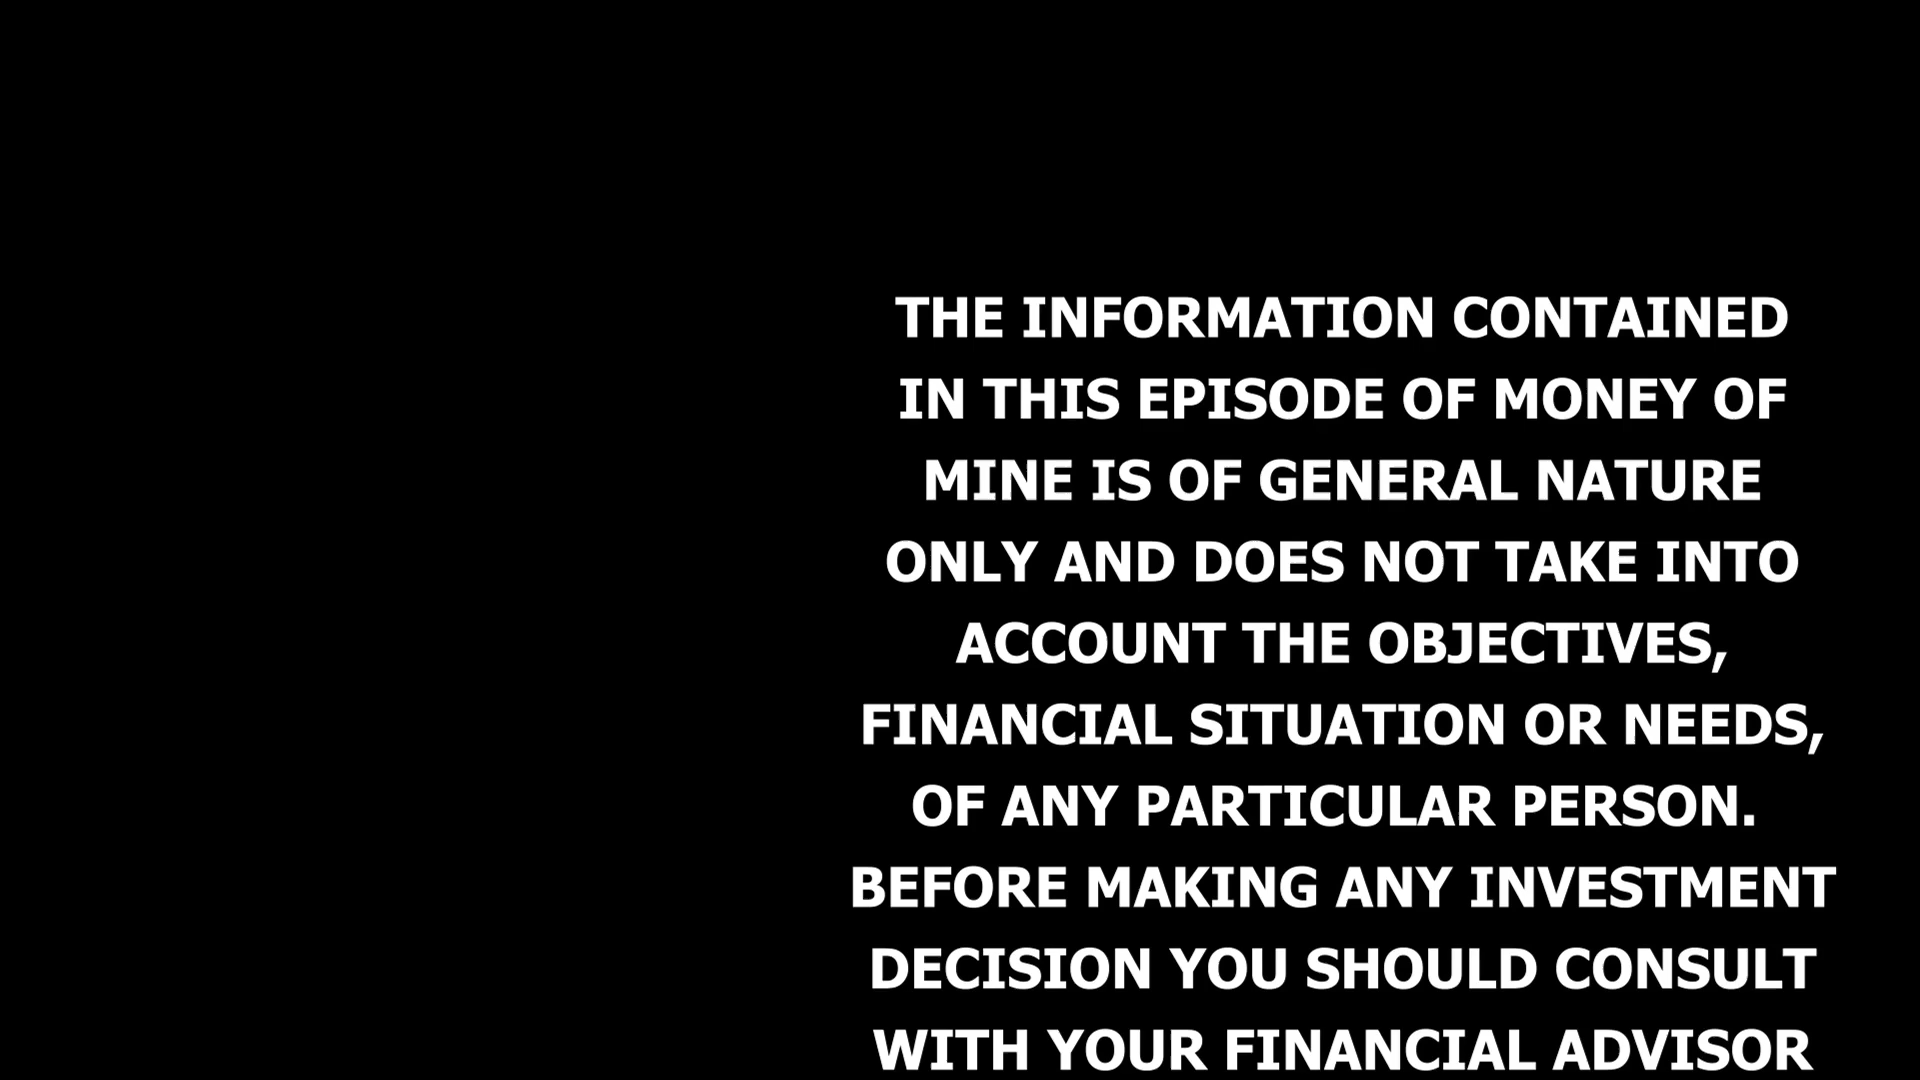 THE INFORMATION CONTAINED
IN THIS EPISODE OF MONEY OF
MINE IS OF GENERAL NATURE
ONLY AND DOES NOT TAKE INTO
ACCOUNT THE OBJECTIVES,
FINANCIAL SITUATION OR NEEDS,
OF ANY PARTICULAR PERSON.
BEFORE MAKING ANY INVESTMENT
DECISION YOU SHOULD CONSULT
WITH YOUR FINANCIAL ADVISOR